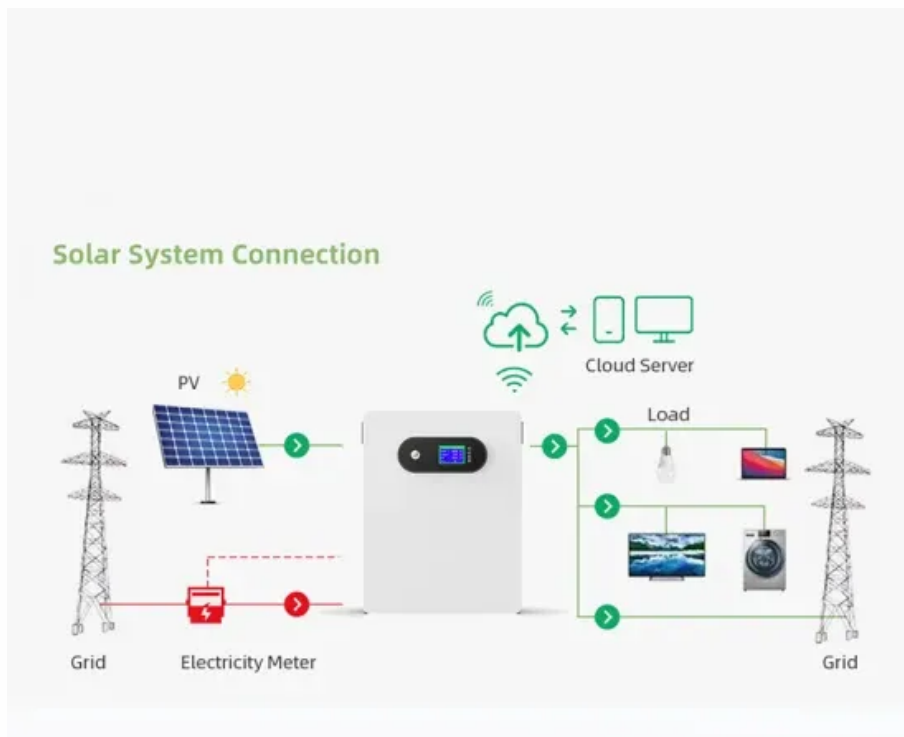 Solar System Connection
Cloud Server
PV
Load
Grid
Electricity Meter
Grid